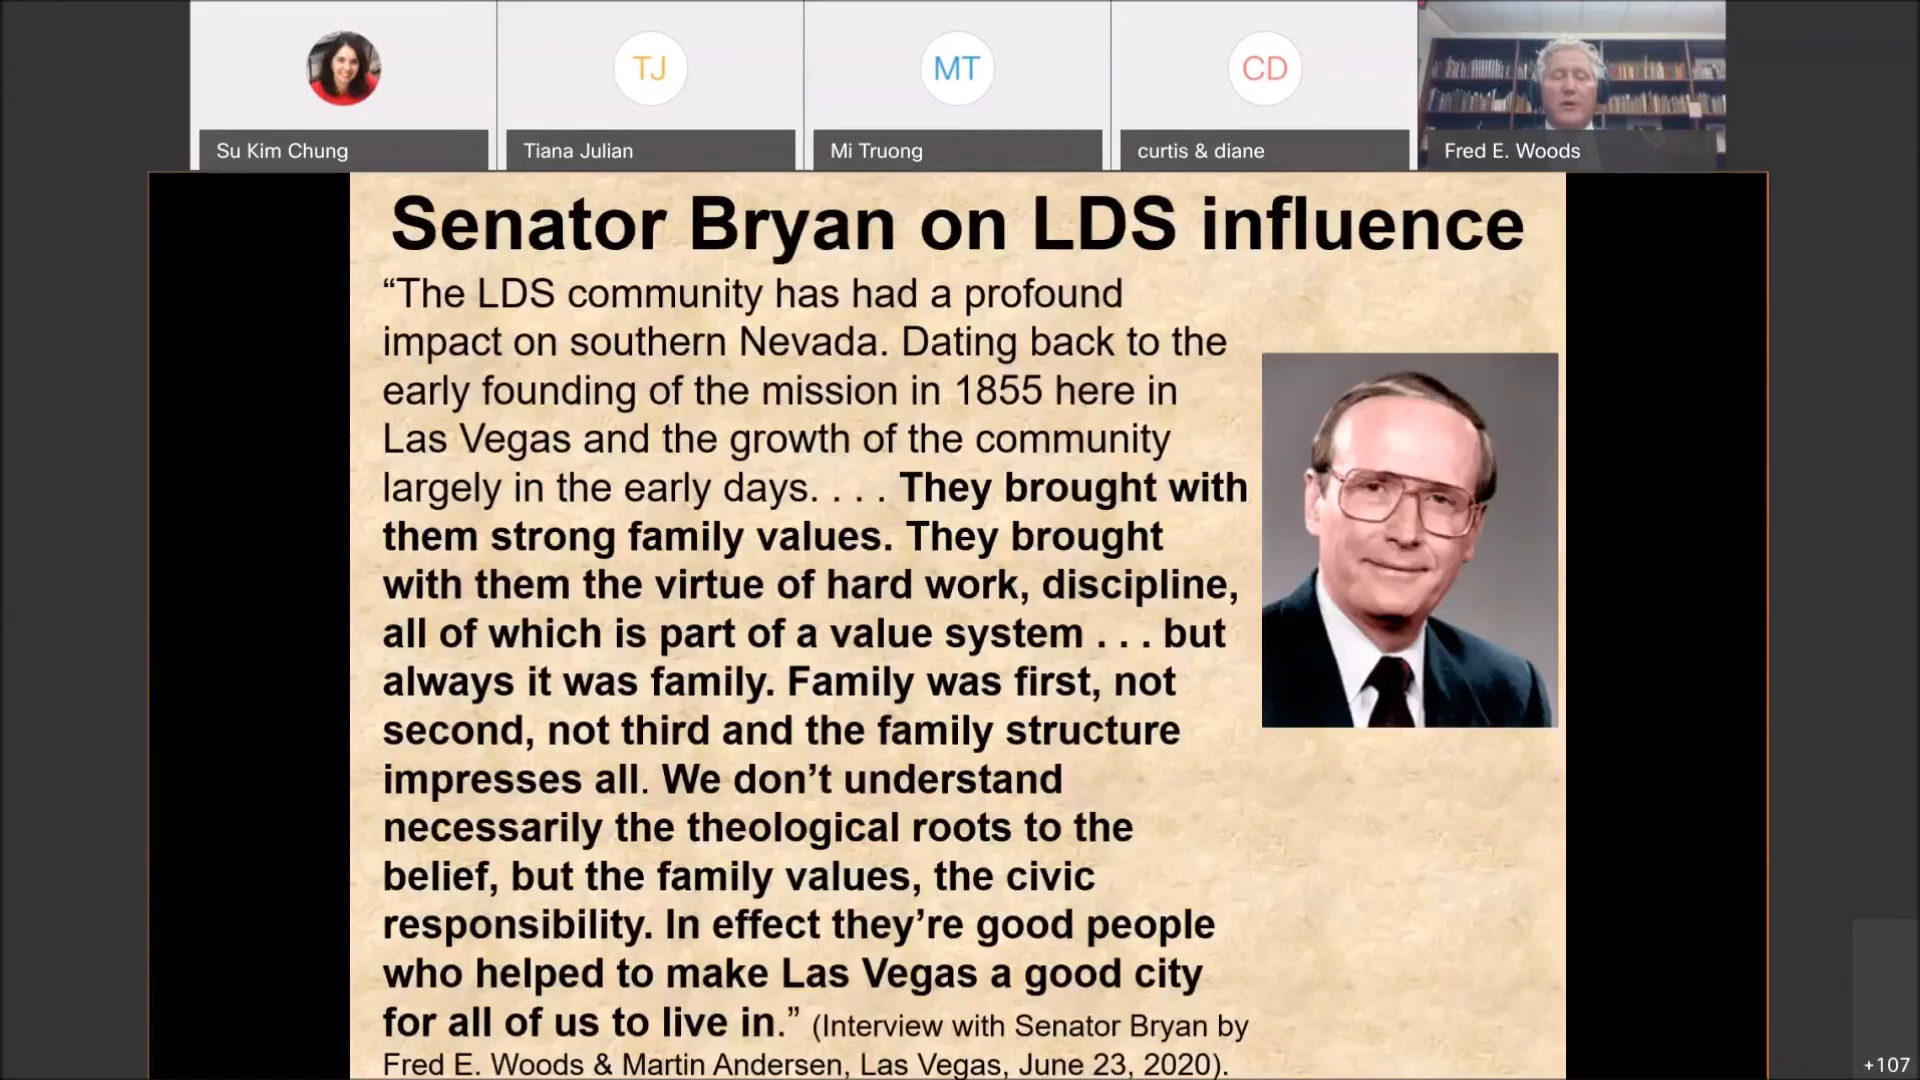 TJ
MT
CD
Su Kim Chung
Tiana Julian
Mi Truong
curtis & diane
Fred E. Woods
Senator Bryan on LDS influence
“The LDS community has had a profound
impact on southern Nevada. Dating back to the
early founding of the mission in 1855 here in
Las Vegas and the growth of the community
largely in the early days. . . . They brought with
them strong family values. They brought
with them the virtue of hard work, discipline,
all of which is part of a value system . . . but
always it was family. Family was first, not
second, not third and the family structure
impresses all. We don’t understand
necessarily the theological roots to the
belief, but the family values, the civic
responsibility. In effect they’re good people
who helped to make Las Vegas a good city
for all of us to live in.” (Interview with Senator Bryan by
Fred E. Woods & Martin Andersen, Las Vegas, June 23, 2020).
+107